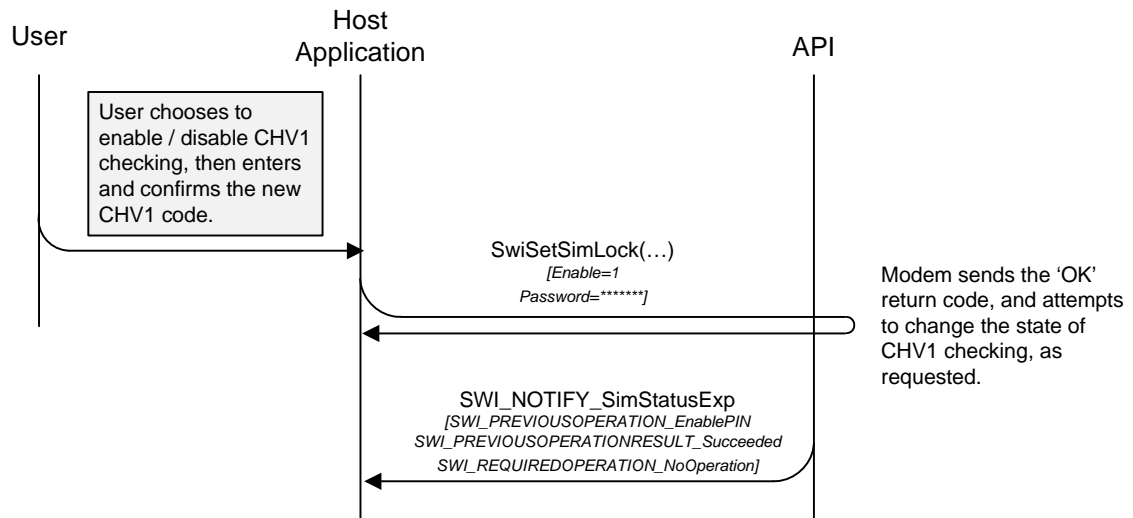 User
Host
Application
API
User chooses to
enable / disable CHV1
checking, then enters
and confirms the new
CHV1 code.
SwiSetSimLock(…)
[Enable=1
Password=*******]
Modem sends the ‘OK’
return code, and attempts
to change the state of
CHV1 checking, as
requested.
SWI_NOTIFY_SimStatusExp
[SWI_PREVIOUSOPERATION_EnablePIN
SWI_PREVIOUSOPERATIONRESULT_Succeeded
SWI_REQUIREDOPERATION_NoOperation]